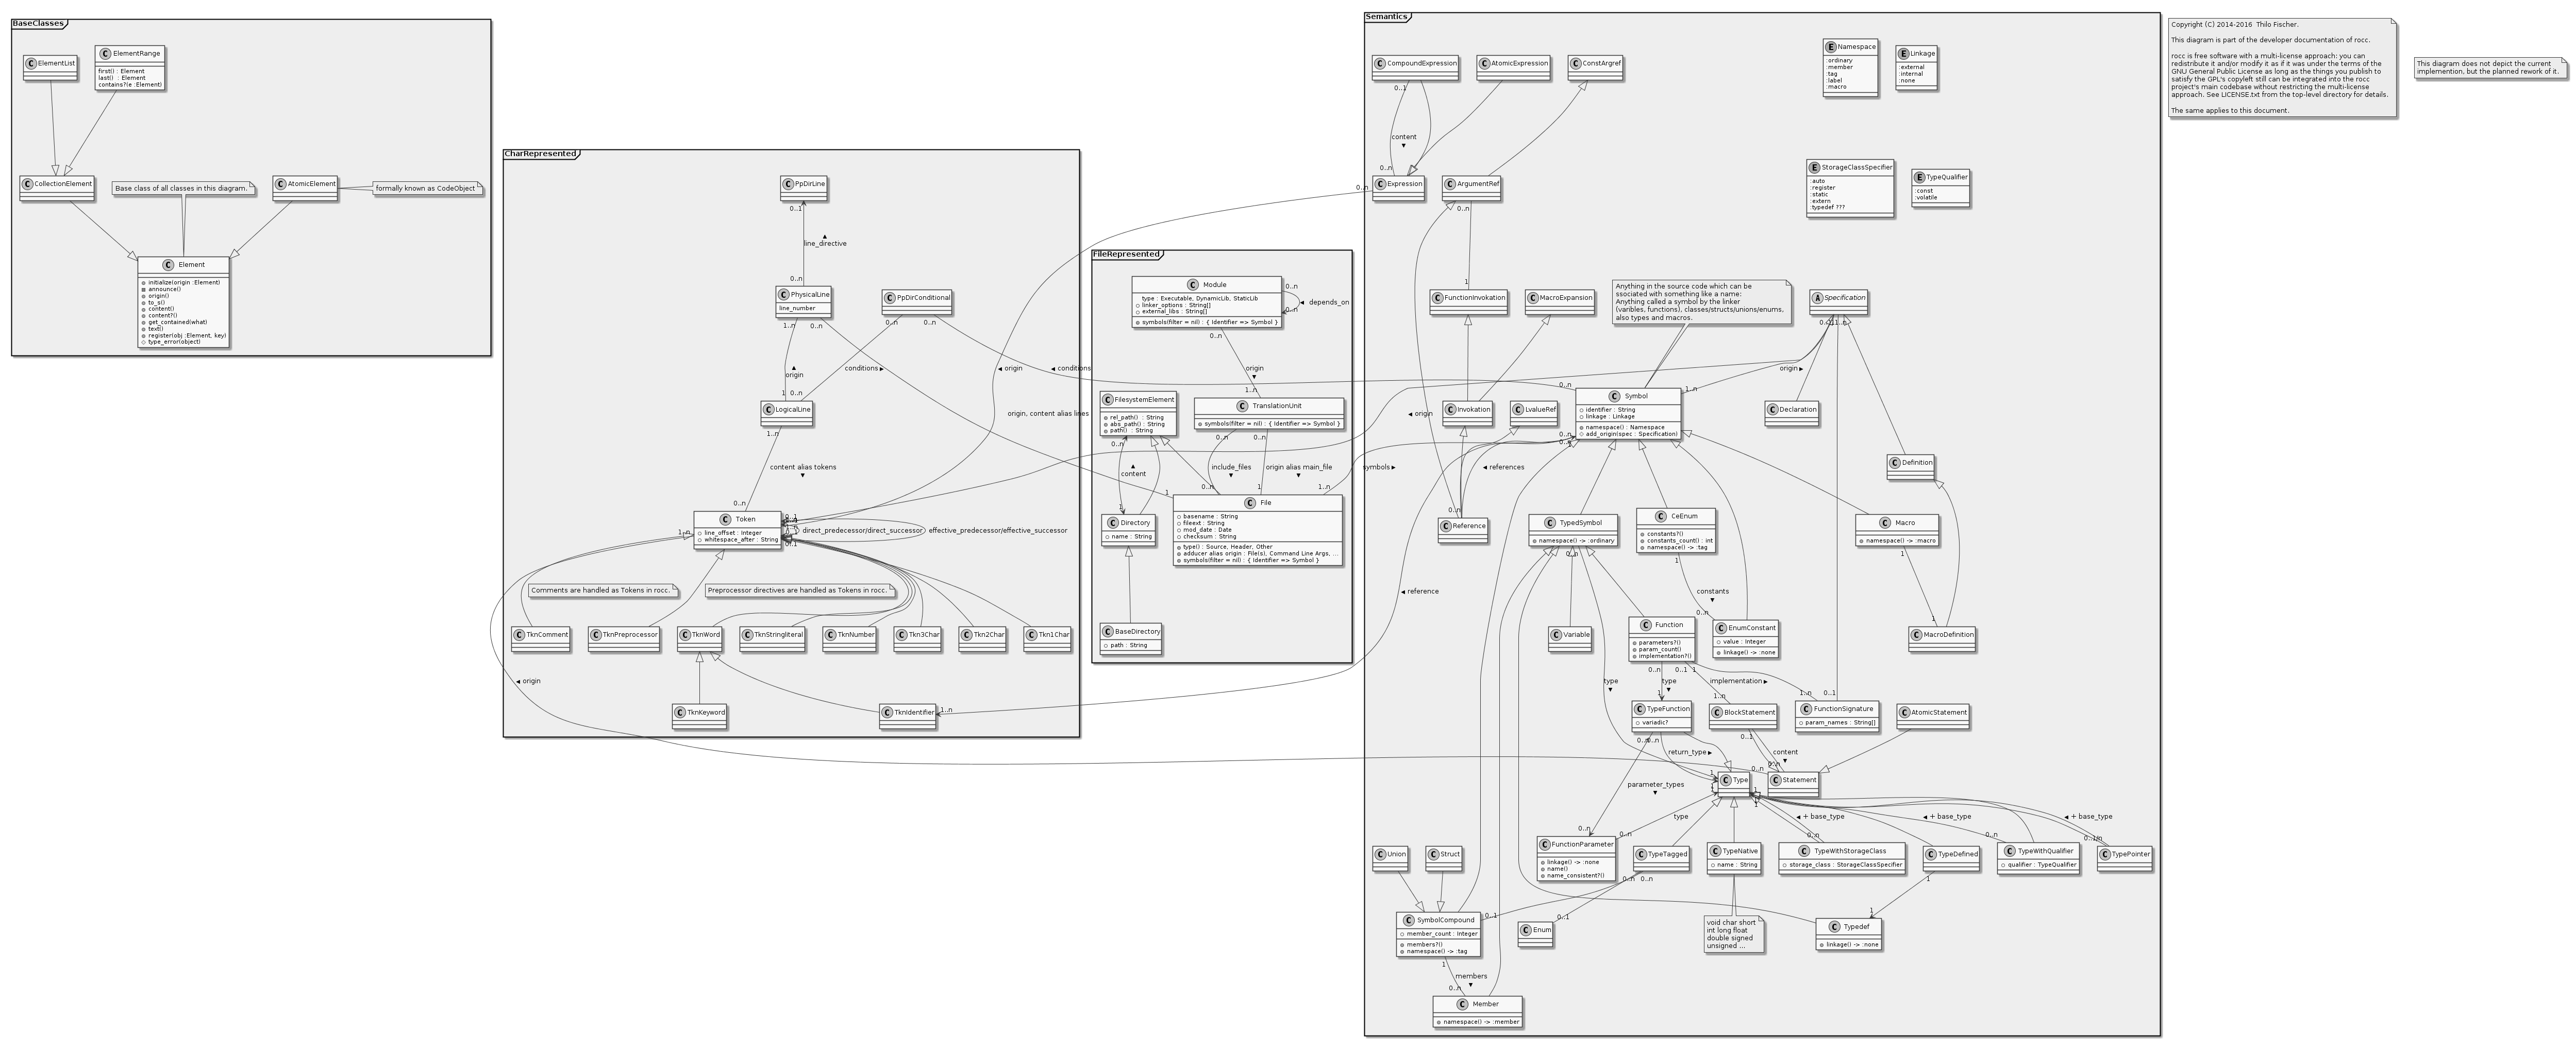 BaseClasses
ElementList
ElementRange
first() : Element
last() : Element
contains?(e :Element)
CollectionElement
Base class of all classes in this diagram.
AtomicElement
formally known as CodeObject
Element
initialize(origin :Element)
announce()
origin()
to_s()
content()
content?()
get_contained(what)
text()
register(obj :Element, key)
type_error(object)
CharRepresented
PpDirLine
0..1
line_directive
0..n
PhysicalLine
line_number
PpDirConditional
1..n
0..n
0..n
0..n
origin
conditions
1
0..n
LogicalLine
1..n
content alias tokens
0..n
Token
line_offset : Integer
whitespace_after : String
direct_predecessor/direct_successor
effective_predecessor/effective_successor
Comments are handled as Tokens in rocc.
Preprocessor directives are handled as Tokens in rocc.
TknComment
TknPreprocessor
TknWord
TknStringliteral
TknNumber
Tkn3Char
Tkn2Char
Tkn1Char
origin
TknKeyword
TknIdentifier
1..n
origin
conditions
origin, content alias lines
FileRepresented
Module
type : Executable, DynamicLib, StaticLib
linker_options : String[]
external_libs : String[]
symbols(filter = nil) : { Identifier => Symbol }
0..n
depends_on
0..n
0..n
origin
1..n
FilesystemElement
rel_path() : String
abs_path() : String
path() : String
TranslationUnit
symbols(filter = nil) : { Identifier => Symbol }
0..n
0..n
0..n
content
include_files
origin alias main_file
1
0..n
1
1
1..n
Directory
name : String
File
basename : String
fileext : String
mod_date : Date
checksum : String
type() : Source, Header, Other
adducer alias origin : File(s), Command Line Args, ...
symbols(filter = nil) : { Identifier => Symbol }
BaseDirectory
path : String
Semantics
CompoundExpression
AtomicExpression
ConstArgref
0..1
content
0..n
0..n
Expression
ArgumentRef
0..n
1
FunctionInvokation
MacroExpansion
Invokation
LvalueRef
origin
symbols
references
reference
0..n
Reference
Namespace
:ordinary
:member
:tag
:label
:macro
Linkage
:external
:internal
:none
StorageClassSpecifier
:auto
:register
:static
:extern
:typedef ???
TypeQualifier
:const
:volatile
Anything in the source code which can be
ssociated with something like a name:
Anything called a symbol by the linker
(varibles, functions), classes/structs/unions/enums,
also types and macros.
Specification
origin
0..n
1..n
Symbol
identifier : String
linkage : Linkage
namespace() : Namespace
add_origin(spec : Specification)
Declaration
Definition
TypedSymbol
namespace() -> :ordinary
CeEnum
constants?()
constants_count() : int
namespace() -> :tag
Macro
namespace() -> :macro
1
constants
0..n
1
1
Variable
Function
parameters?()
param_count()
implementation?()
EnumConstant
value : Integer
linkage() -> :none
MacroDefinition
0..n
0..1
1
type
type
implementation
1
1..n
1..n
0..1
TypeFunction
variadic?
BlockStatement
FunctionSignature
param_names : String[]
AtomicStatement
0..1
return_type
content
0..n
Type
Statement
parameter_types
type
+ base_type
+ base_type
+ base_type
0..n
0..n
0..n
0..n
FunctionParameter
linkage() -> :none
name()
name_consistent?()
Union
Struct
TypeTagged
TypeNative
name : String
TypeWithStorageClass
storage_class : StorageClassSpecifier
TypeDefined
TypeWithQualifier
qualifier : TypeQualifier
TypePointer
0..n
0..n
1
0..1
0..1
1
SymbolCompound
member_count : Integer
members?()
namespace() -> :tag
Enum
void char short
int long float
double signed
unsigned ...
Typedef
linkage() -> :none
1
members
0..n
Member
namespace() -> :member
Copyright (C) 2014-2016  Thilo Fischer.
This diagram is part of the developer documentation of rocc.
rocc is free software with a multi-license approach: you can
redistribute it and/or modify it as if it was under the terms of the
GNU General Public License as long as the things you publish to
satisfy the GPL's copyleft still can be integrated into the rocc
project's main codebase without restricting the multi-license
approach. See LICENSE.txt from the top-level directory for details.
The same applies to this document.
This diagram does not depict the current
implemention, but the planned rework of it.